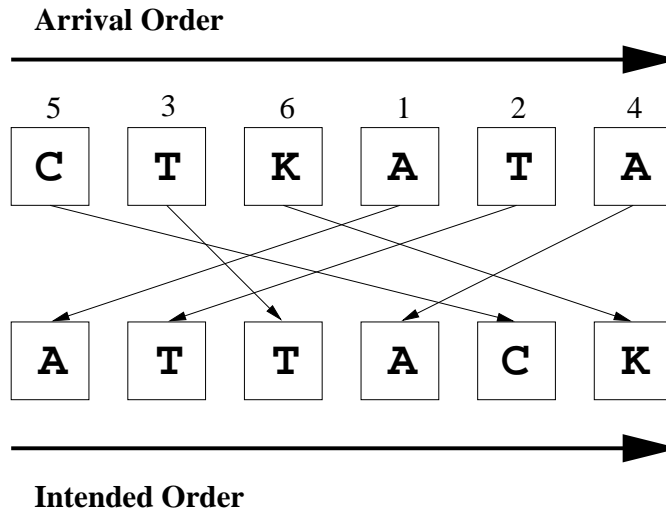 Arrival Order
5 3 6 1 2 4
C T K A T A
A T T A C K
Intended Order